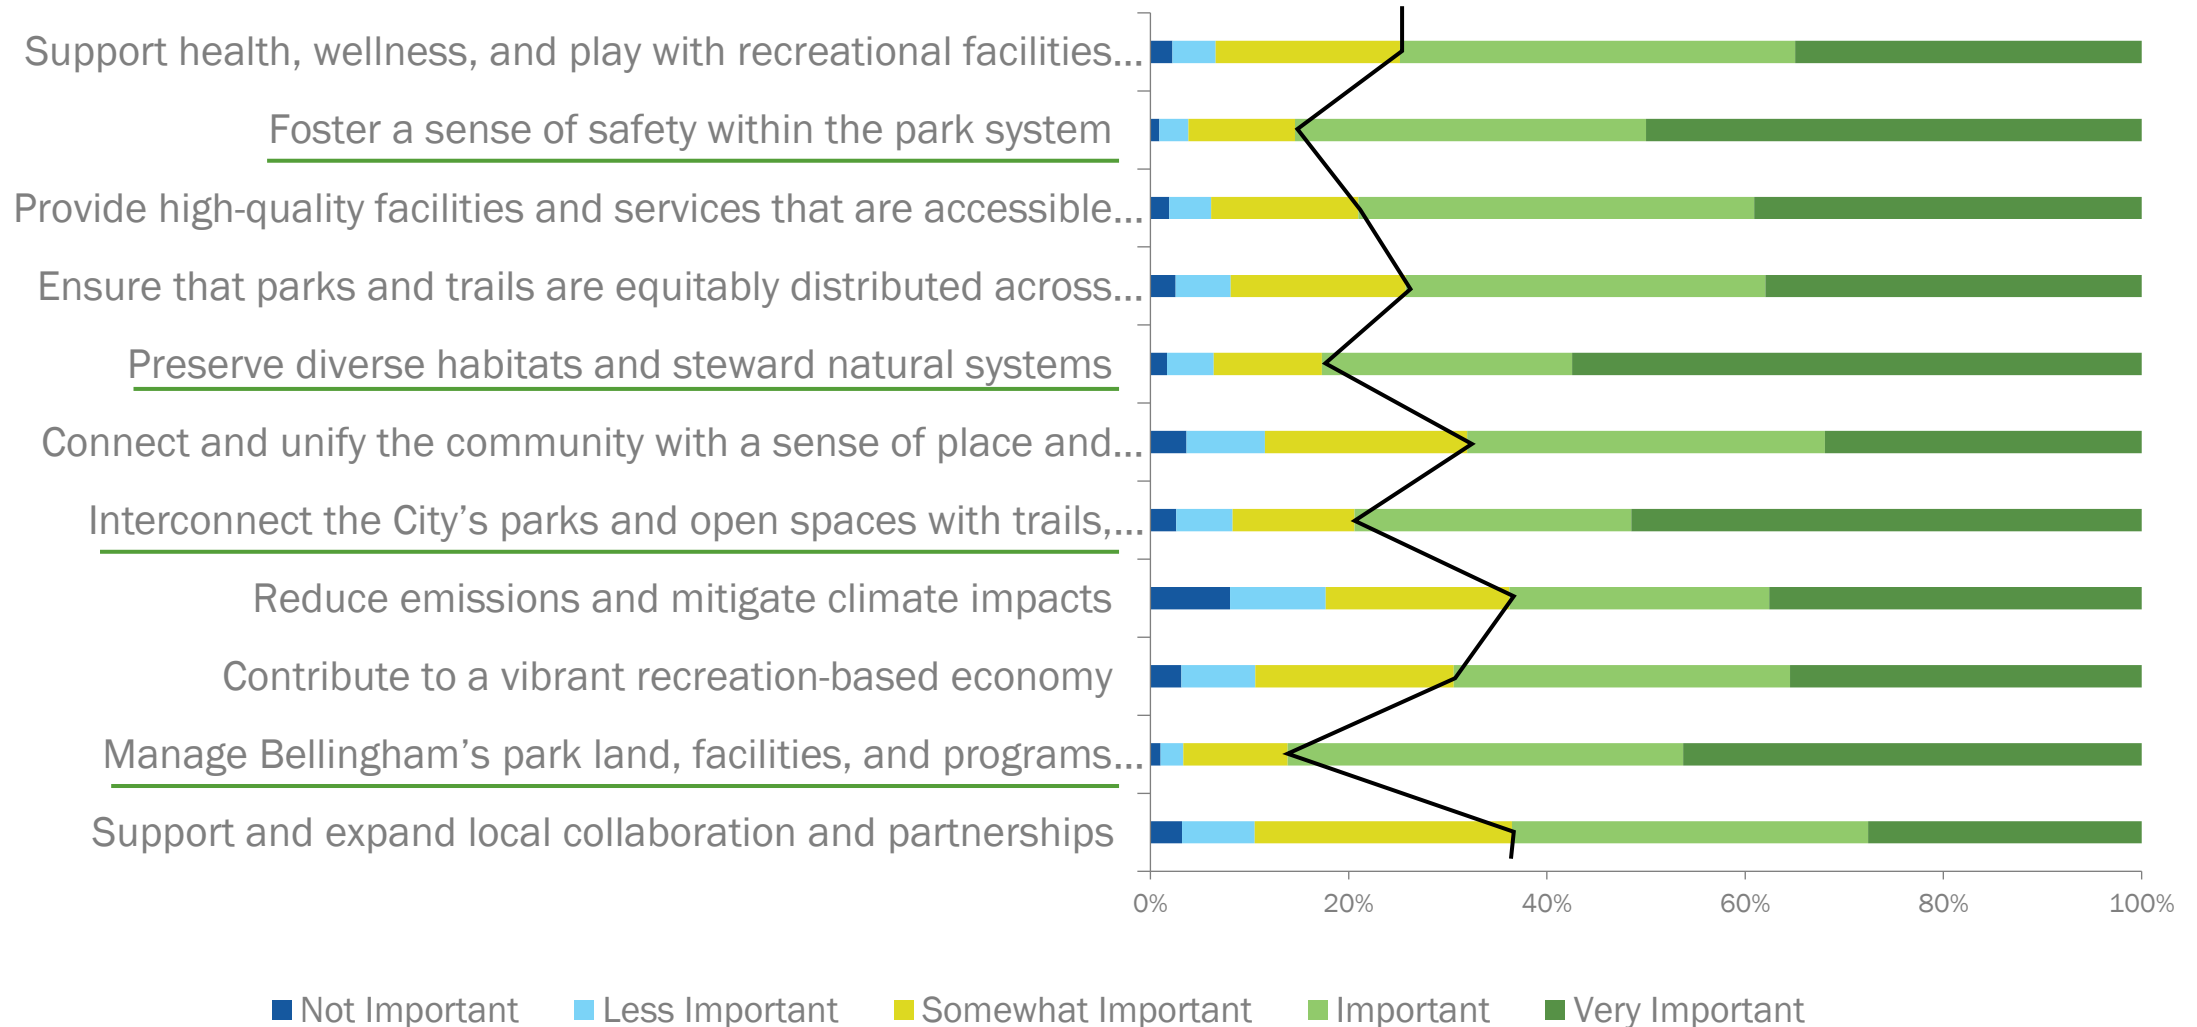 Support health, wellness, and play with recreational facilities...
Foster a sense of safety within the park system
Provide high-quality facilities and services that are accessible...
Ensure that parks and trails are equitably distributed across...
Preserve diverse habitats and steward natural systems
Connect and unify the community with a sense of place and...
Interconnect the City’s parks and open spaces with trails,...
Reduce emissions and mitigate climate impacts
Contribute to a vibrant recreation-based economy
Manage Bellingham’s park land, facilities, and programs...
Support and expand local collaboration and partnerships
0% 20% 40% 60% 80% 100%
Not Important Less Important Somewhat Important Important Very Important